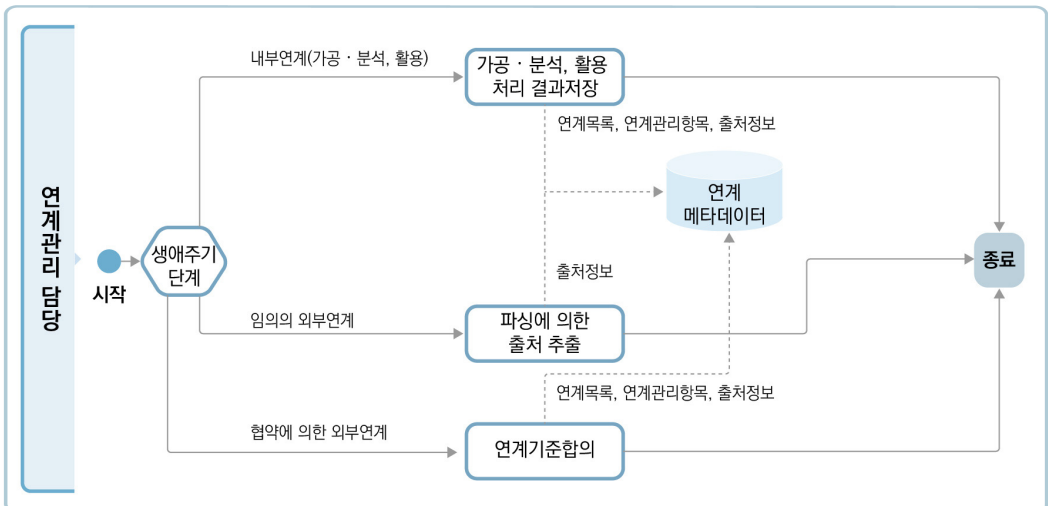 연계관리 담당
시작
생애주기
단계
내부연계(가공 · 분석, 활용)
가공 · 분석, 활용
처리 결과저장
연계목록, 연계관리항목, 출처정보
연계
메타데이터
출처정보
임의의 외부연계
파싱에 의한
출처 추출
종료
연계목록, 연계관리항목, 출처정보
협약에 의한 외부연계
연계기준합의